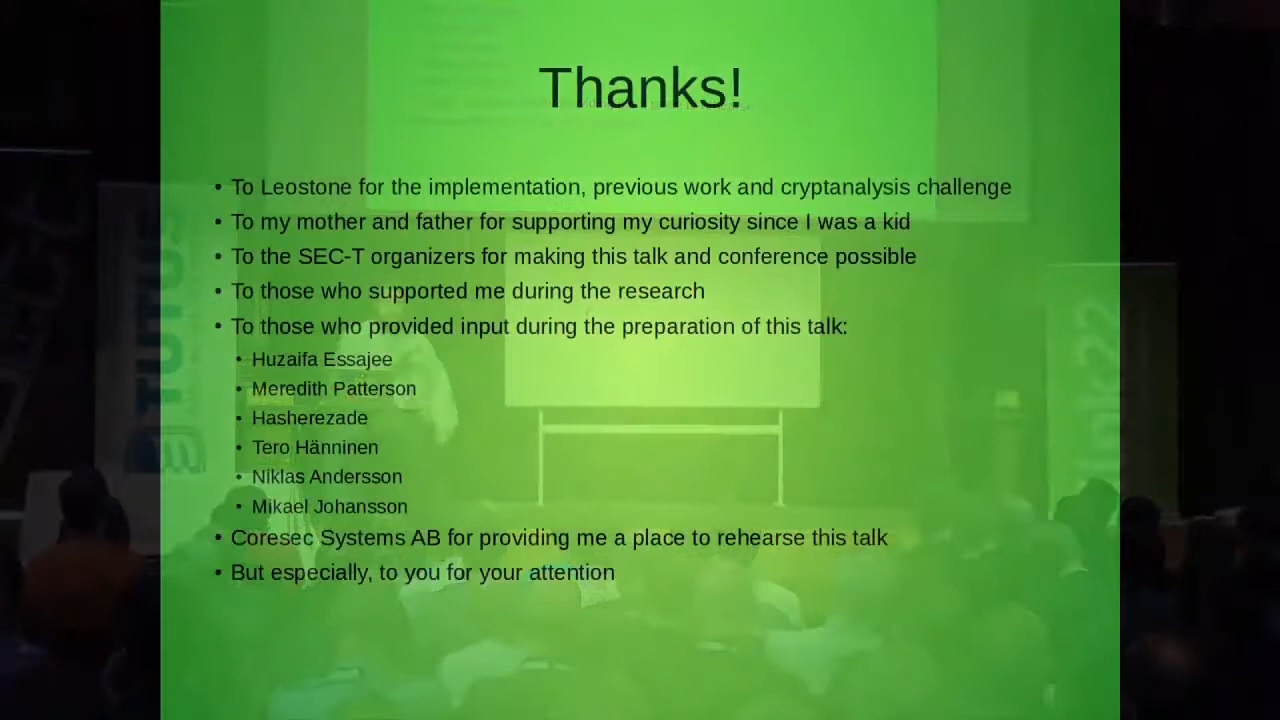 Thanks!
• To Leostone for the implementation, previous work and cryptanalysis challenge
• To my mother and father for supporting my curiosity since I was a kid
• To the SEC-T organizers for making this talk and conference possible
• To those who supported me during the research
• To those who provided input during the preparation of this talk:
• Huzaifa Essajee
• Meredith Patterson
• Hasherezade
• Tero Hänninen
• Niklas Andersson
• Mikael Johansson
• Coresec Systems AB for providing me a place to rehearse this talk
• But especially, to you for your attention
TUTUS